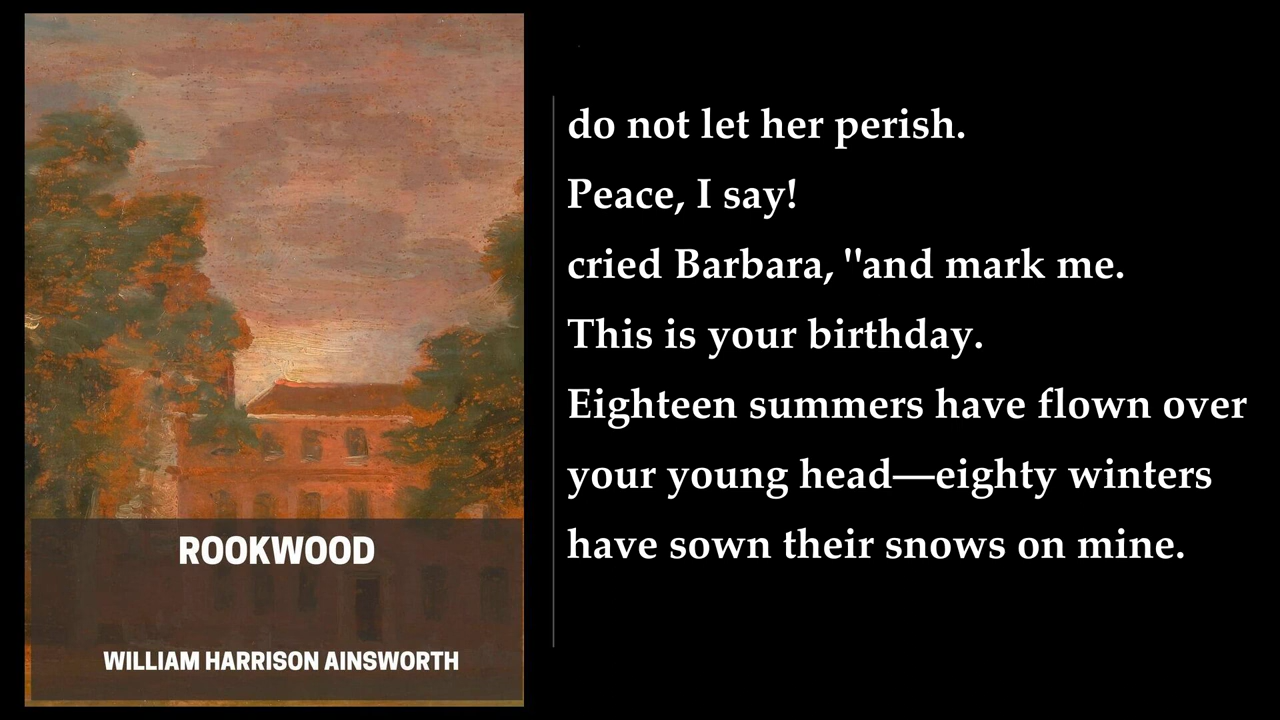 ROOKWOOD
WILLIAM HARRISON AINSWORTH
do not let her perish.
Peace, I say!
cried Barbara, "and mark me.
This is your birthday.
Eighteen summers have flown over
your young head—eighty winters
have sown their snows on mine.